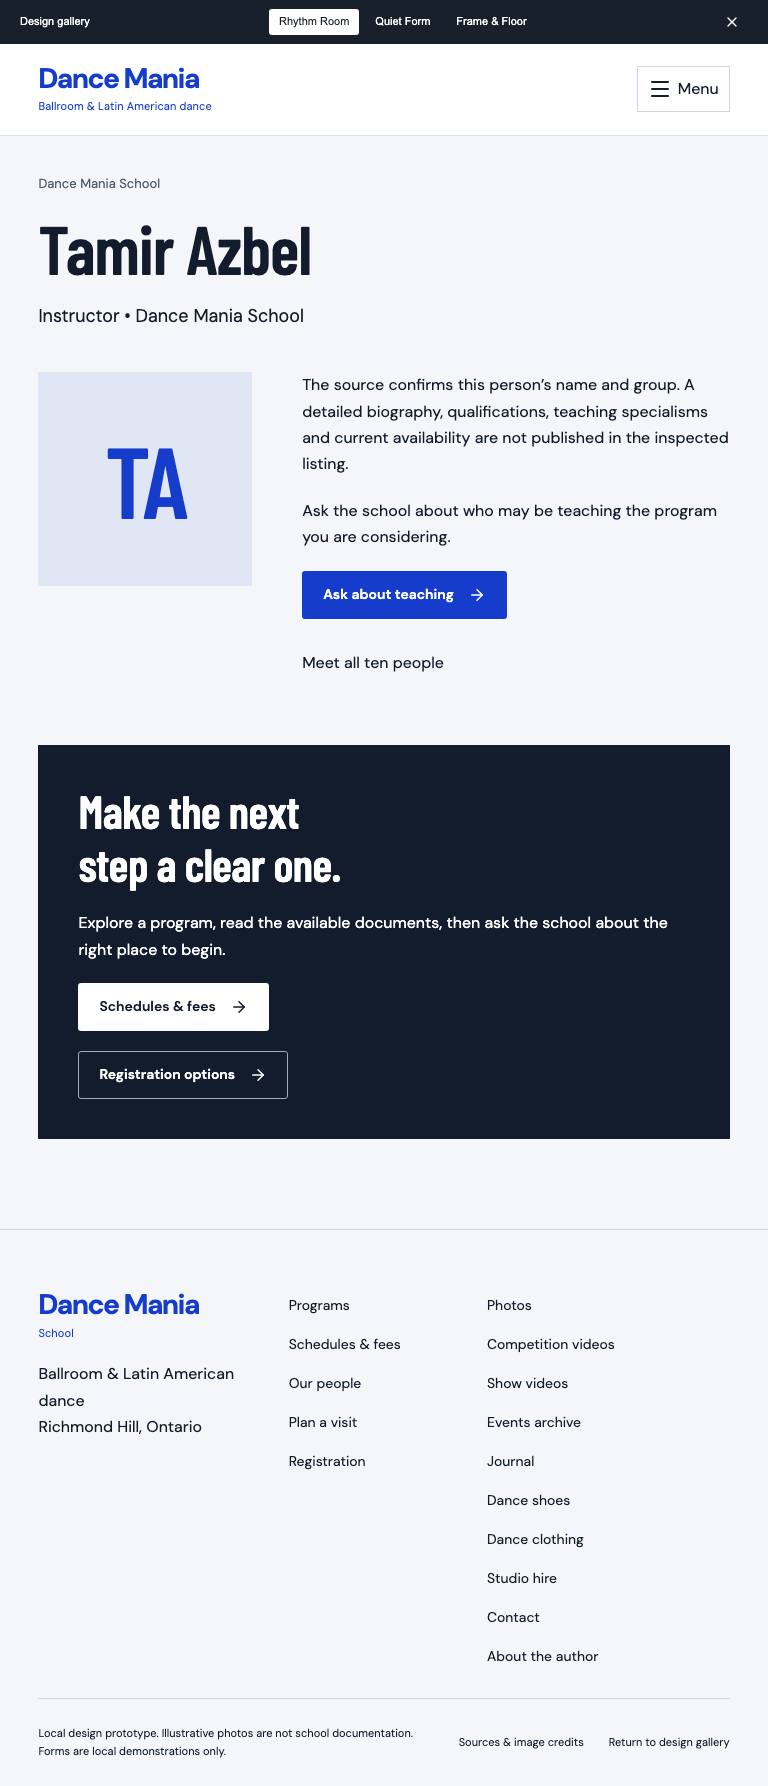 Design gallery
Rhythm Room
Quiet Form
Frame & Floor
Dance Mania
Ballroom & Latin American dance
Menu
Dance Mania School
Tamir Azbel
Instructor • Dance Mania School
TA
The source confirms this person’s name and group. A
detailed biography, qualifications, teaching specialisms
and current availability are not published in the inspected
listing.
Ask the school about who may be teaching the program
you are considering.
Ask about teaching
Meet all ten people
Make the next
step a clear one.
Explore a program, read the available documents, then ask the school about the
right place to begin.
Schedules & fees
Registration options
Dance Mania
School
Ballroom & Latin American
dance
Richmond Hill, Ontario
Programs
Schedules & fees
Our people
Plan a visit
Registration
Photos
Competition videos
Show videos
Events archive
Journal
Dance shoes
Dance clothing
Studio hire
Contact
About the author
Local design prototype. Illustrative photos are not school documentation.
Forms are local demonstrations only.
Sources & image credits
Return to design gallery